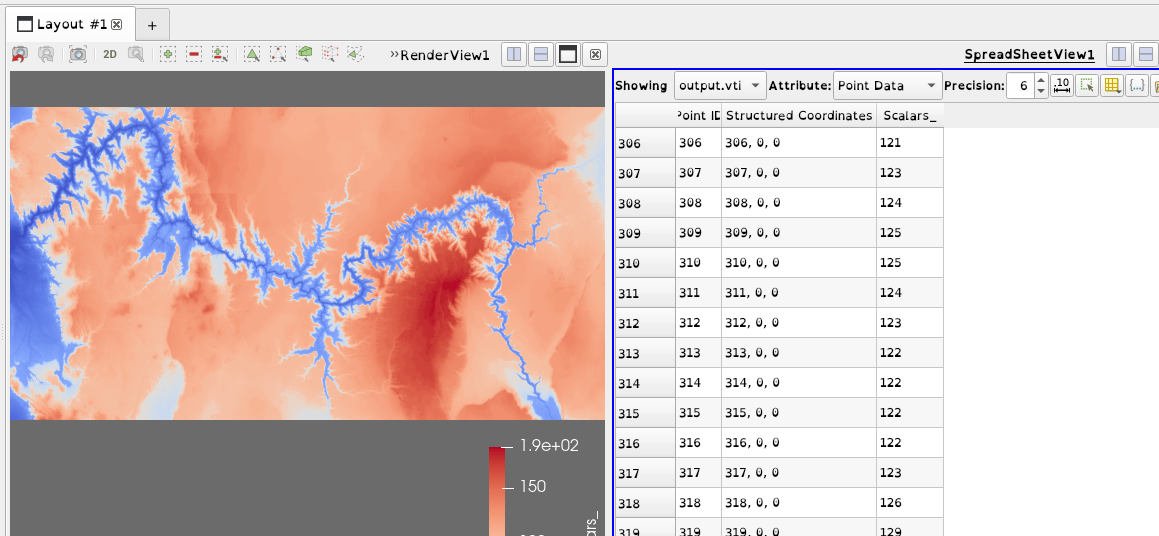 Layout #1
+
2D
»RenderView1
SpreadSheetView1
Showing output.vti Attribute: Point Data Precision: 6 .10 {...}
Point ID Structured Coordinates Scalars_
306 306 306, 0, 0 121
307 307 307, 0, 0 123
308 308 308, 0, 0 124
309 309 309, 0, 0 125
310 310 310, 0, 0 125
311 311 311, 0, 0 124
312 312 312, 0, 0 123
313 313 313, 0, 0 122
314 314 314, 0, 0 122
315 315 315, 0, 0 122
316 316 316, 0, 0 122
317 317 317, 0, 0 123
318 318 318, 0, 0 126
319 319 319, 0, 0 129
1.9e+02
150